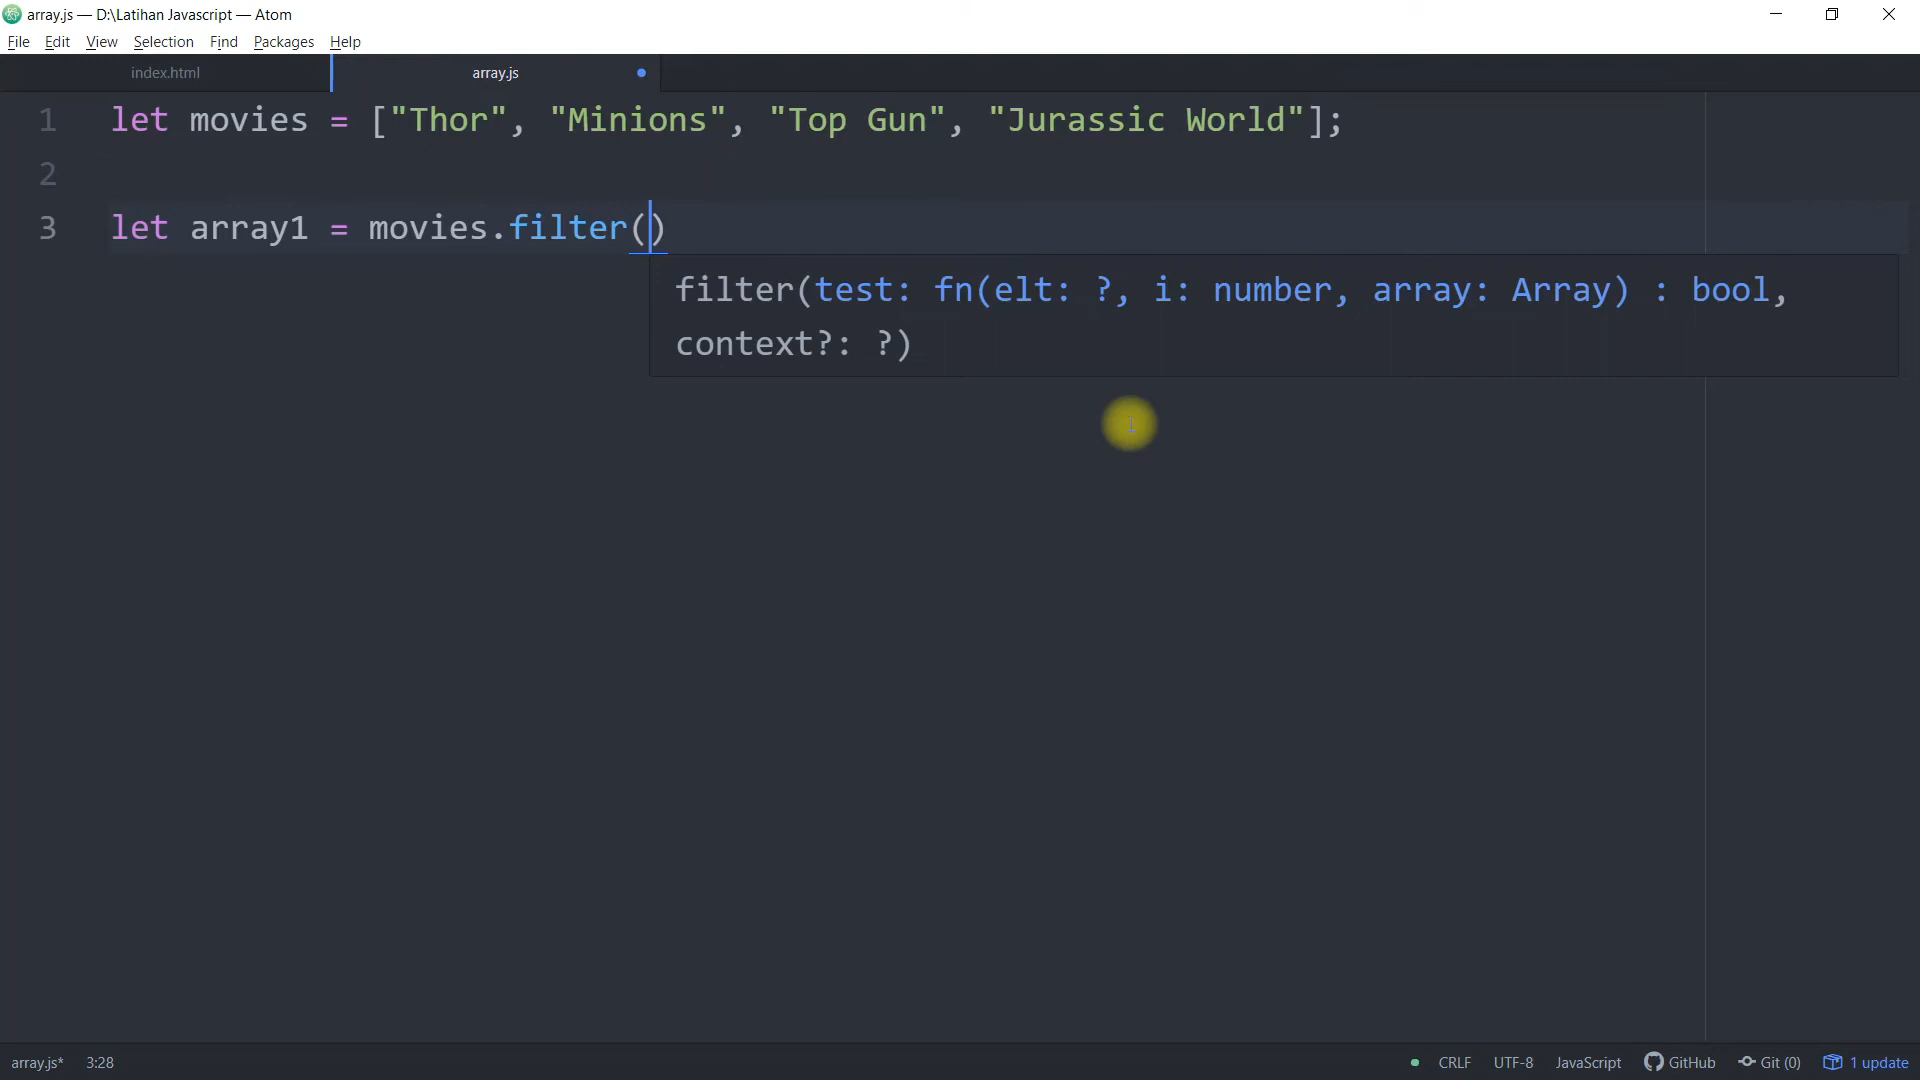 array.js — D:\Latihan Javascript — Atom
File Edit View Selection Find Packages Help
index.html array.js
1 let movies = ["Thor", "Minions", "Top Gun", "Jurassic World"];
2
3 let array1 = movies.filter()
filter(test: fn(elt: ?, i: number, array: Array) : bool,
context?: ?)
array.js* 3:28 CRLF UTF-8 JavaScript GitHub Git (0) 1 update